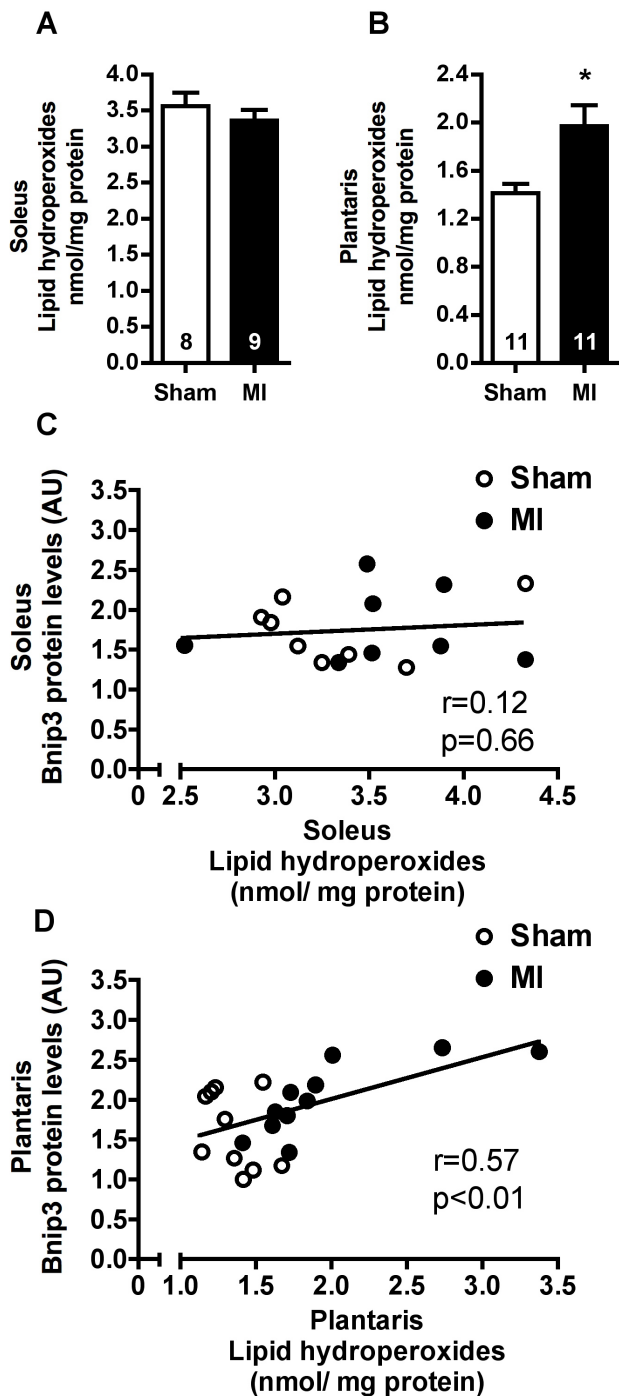 A
Soleus
Lipid hydroperoxides
nmol/mg protein
4.0
3.5
3.0
2.5
2.0
1.5
1.0
0.5
0.0
8
9
Sham
MI
B
Plantaris
Lipid hydroperoxides
nmol/mg protein
2.4
2.0
1.6
1.2
0.8
0.4
0.0
*
11
11
Sham
MI
C
Sham
MI
Soleus
Bnip3 protein levels (AU)
3.5
3.0
2.5
2.0
1.5
1.0
0.5
0.0
r=0.12
p=0.66
0 2.5 3.0 3.5 4.0 4.5
Soleus
Lipid hydroperoxides
(nmol/ mg protein)
D
Sham
MI
Plantaris
Bnip3 protein levels (AU)
3.5
3.0
2.5
2.0
1.5
1.0
0.5
0.0
r=0.57
p<0.01
0 1.0 1.5 2.0 2.5 3.0 3.5
Plantaris
Lipid hydroperoxides
(nmol/ mg protein)